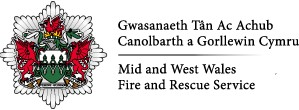 Gwasanaeth Tân Ac Achub
Canolbarth a Gorllewin Cymru
Mid and West Wales
Fire and Rescue Service